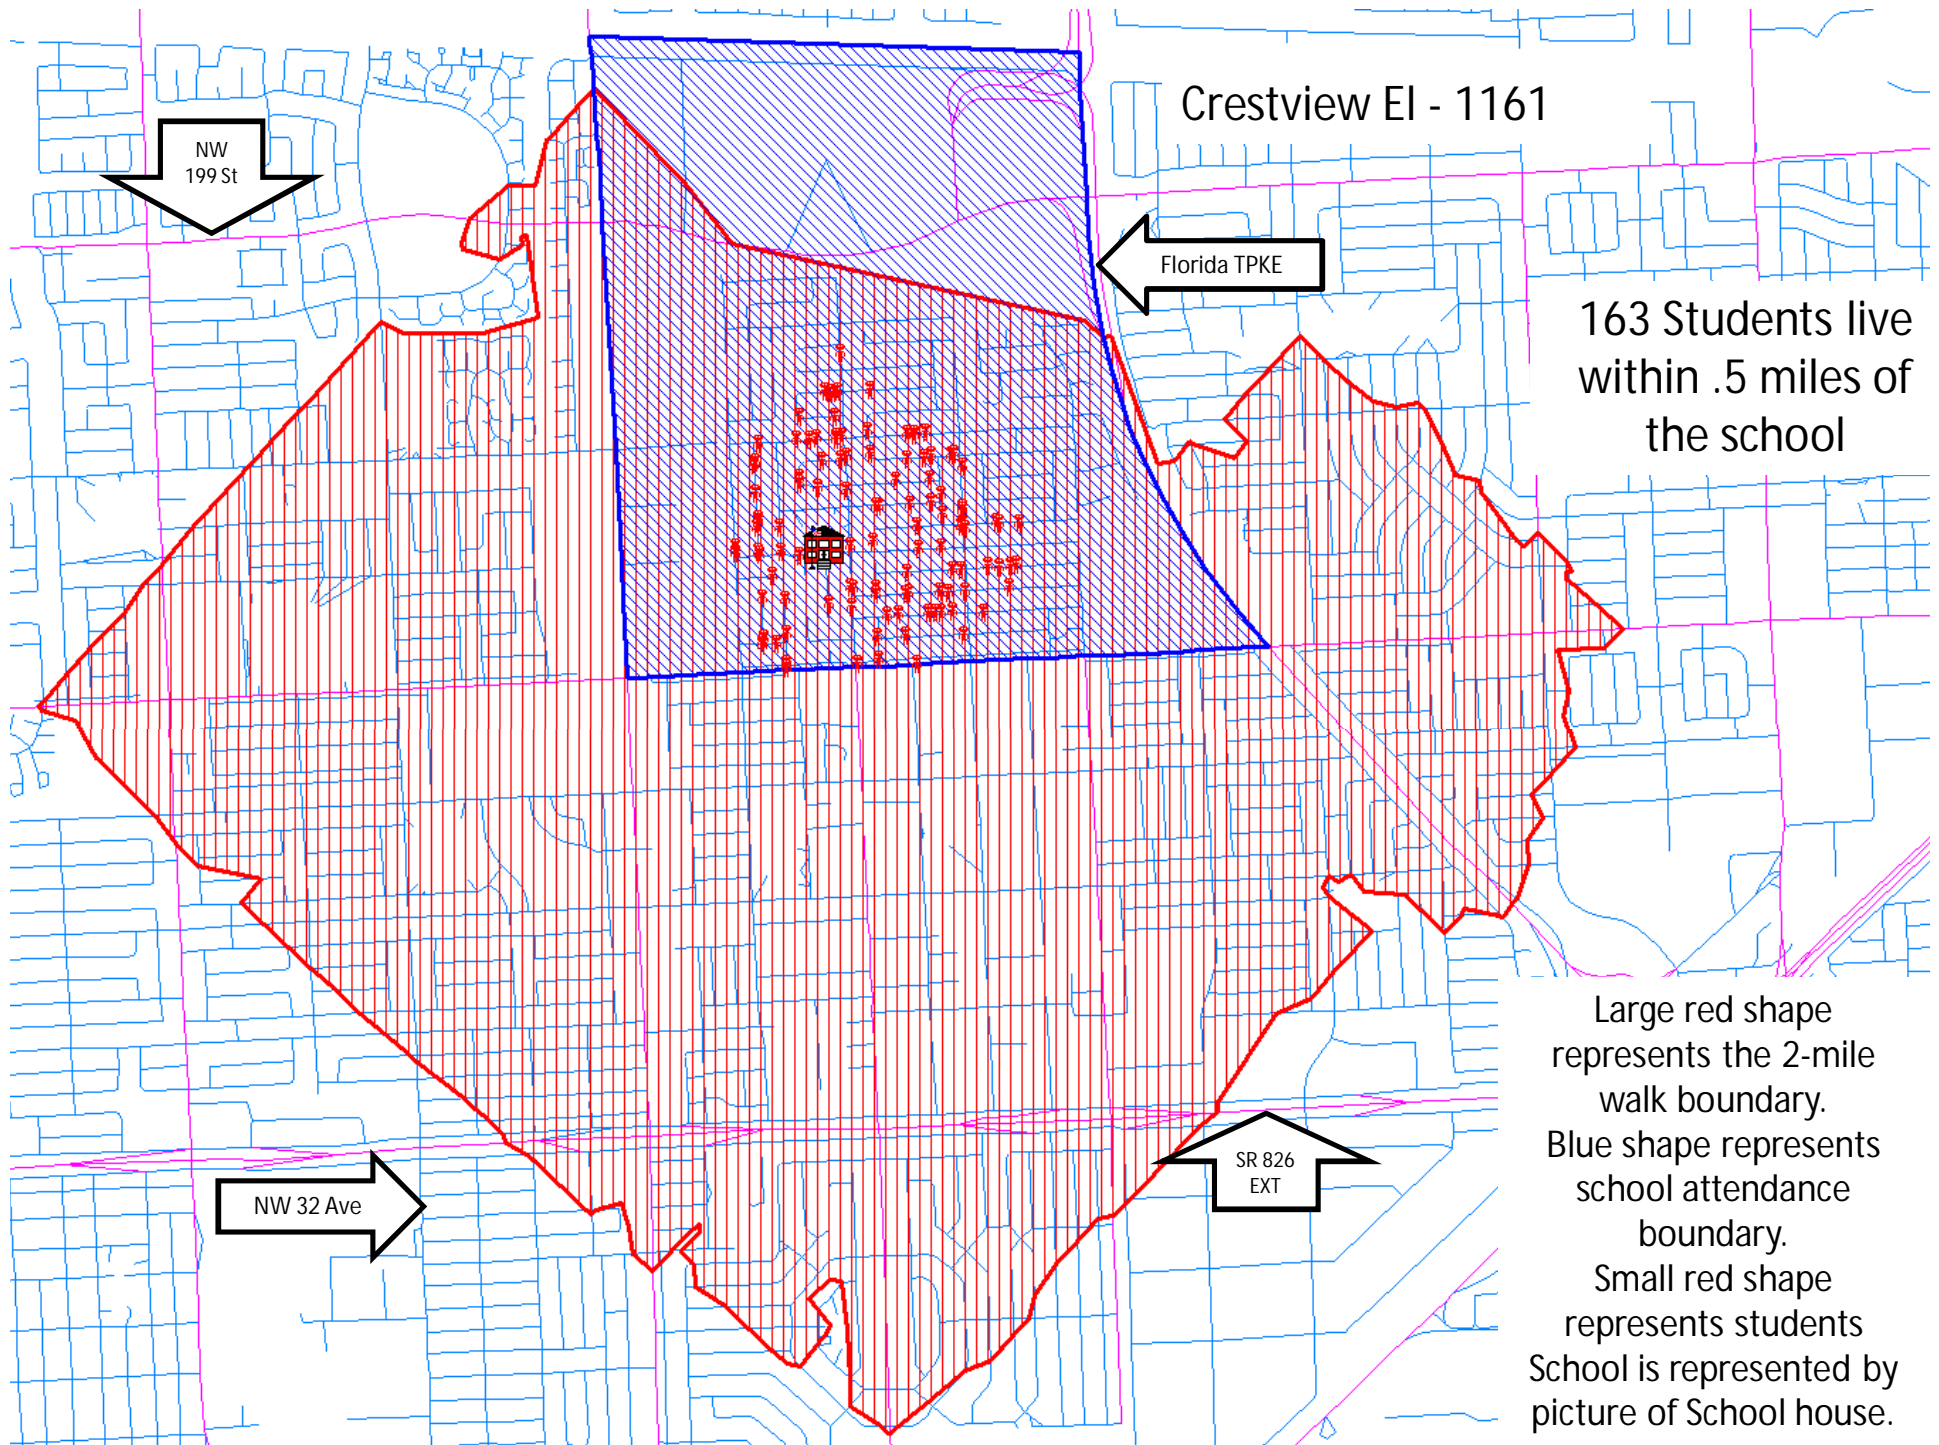 Crestview El - 1161
NW
199 St
Florida TPKE
163 Students live
within .5 miles of
the school
Large red shape
represents the 2-mile
walk boundary.
Blue shape represents
school attendance
boundary.
Small red shape
represents students
School is represented by
picture of School house.
SR 826
EXT
NW 32 Ave